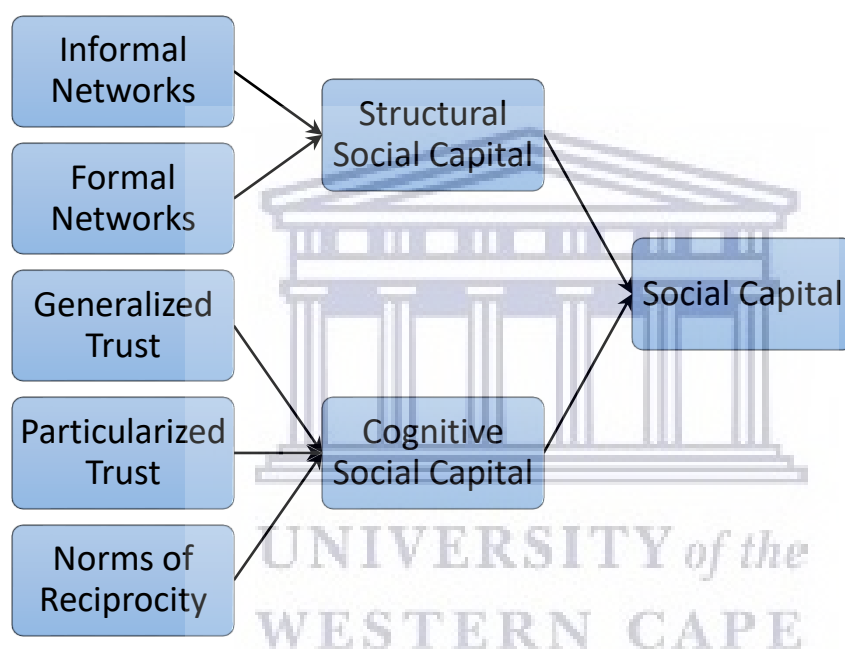 Informal
Networks
Formal
Networks
Generalized
Trust
Particularized
Trust
Norms of
Reciprocity
Structural
Social Capital
Cognitive
Social Capital
Social Capital
UNIVERSITY of the
WESTERN CAPE